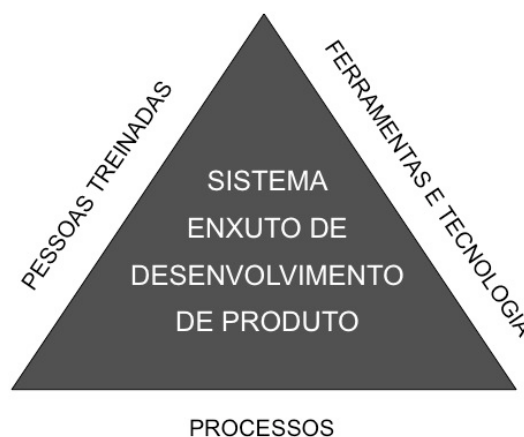 PESSOAS TREINADAS
FERRAMENTAS E TECNOLOGIA
SISTEMA
ENXUTO DE
DESENVOLVIMENTO
DE PRODUTO
PROCESSOS